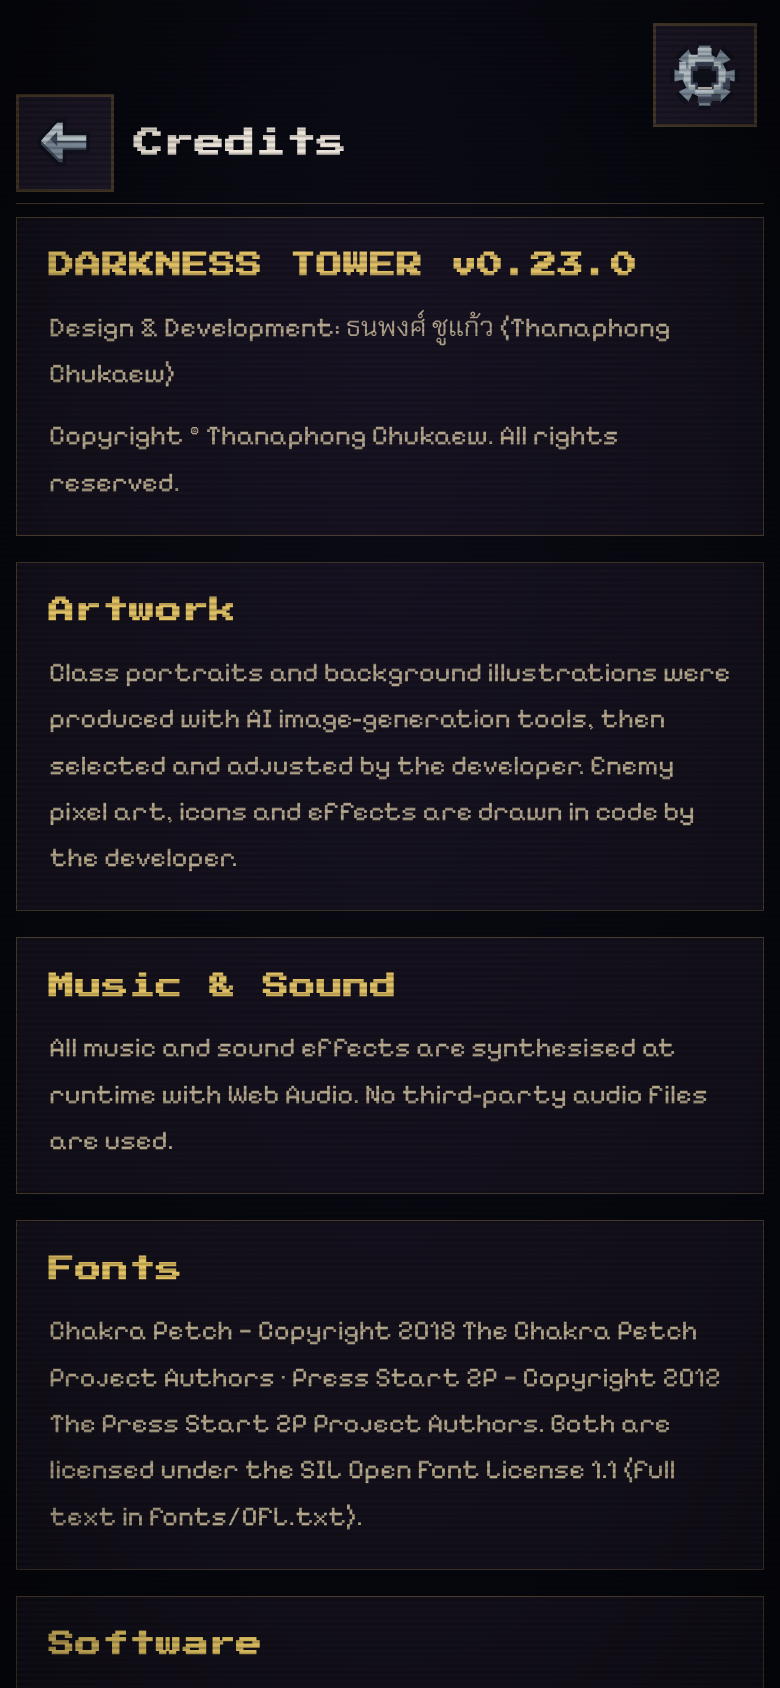 Credits
DARKNESS TOWER v0.23.0
Design & Development: ธนพงศ์ ชูแก้ว (Thanaphong
Chukaew)
Copyright © Thanaphong Chukaew. All rights
reserved.
Artwork
Class portraits and background illustrations were
produced with AI image-generation tools, then
selected and adjusted by the developer. Enemy
pixel art, icons and effects are drawn in code by
the developer.
Music & Sound
All music and sound effects are synthesised at
runtime with Web Audio. No third-party audio files
are used.
Fonts
Chakra Petch – Copyright 2018 The Chakra Petch
Project Authors · Press Start 2P – Copyright 2012
The Press Start 2P Project Authors. Both are
licensed under the SIL Open Font License 1.1 (full
text in fonts/OFL.txt).
Software